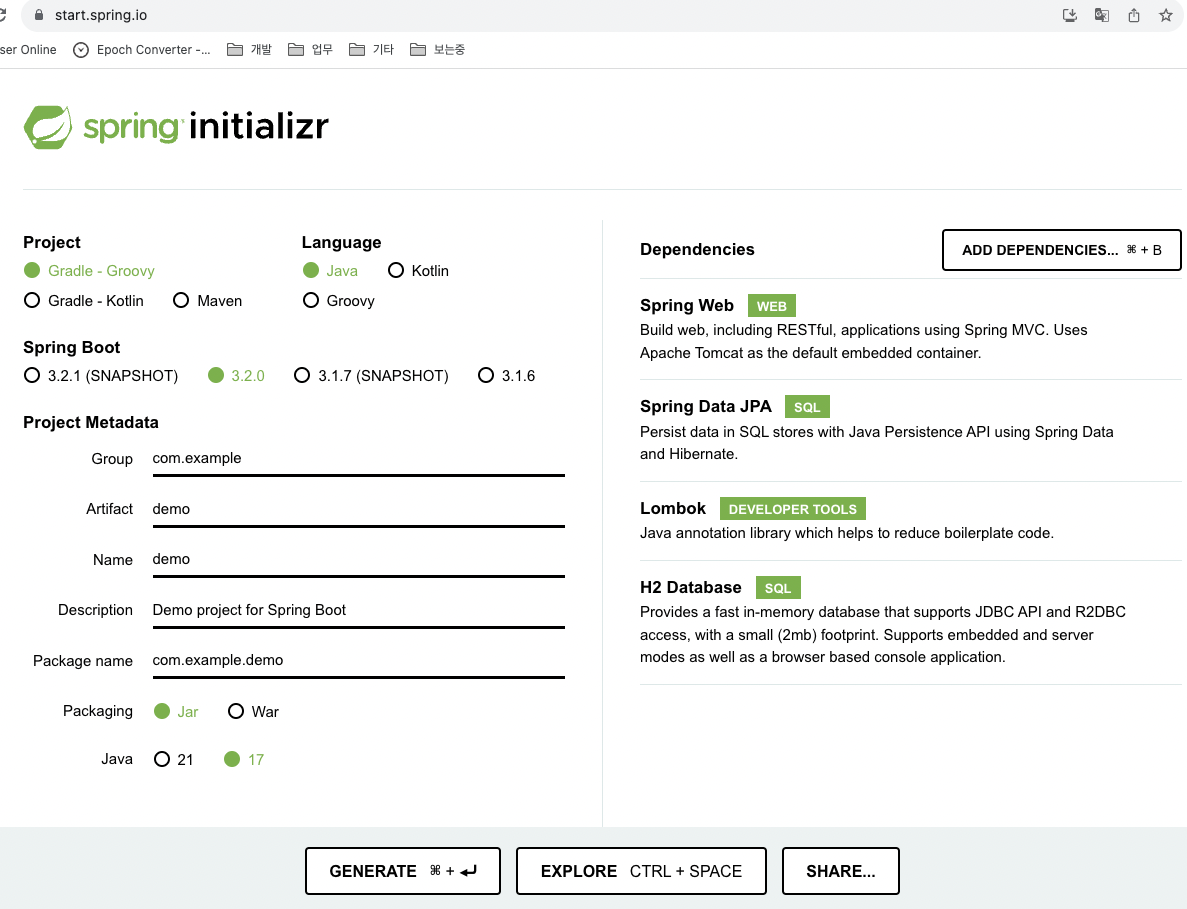 start.spring.io
ser Online Epoch Converter -... 개발 업무 기타 보는중
spring initializr
Project
Gradle - Groovy
Gradle - Kotlin Maven
Language
Java Kotlin
Groovy
Spring Boot
3.2.1 (SNAPSHOT) 3.2.0 3.1.7 (SNAPSHOT) 3.1.6
Project Metadata
Group com.example
Artifact demo
Name demo
Description Demo project for Spring Boot
Package name com.example.demo
Packaging Jar War
Java 21 17
Dependencies
ADD DEPENDENCIES... ⌘ + B
Spring Web WEB
Build web, including RESTful, applications using Spring MVC. Uses
Apache Tomcat as the default embedded container.
Spring Data JPA SQL
Persist data in SQL stores with Java Persistence API using Spring Data
and Hibernate.
Lombok DEVELOPER TOOLS
Java annotation library which helps to reduce boilerplate code.
H2 Database SQL
Provides a fast in-memory database that supports JDBC API and R2DBC
access, with a small (2mb) footprint. Supports embedded and server
modes as well as a browser based console application.
GENERATE ⌘ + ⏎
EXPLORE CTRL + SPACE
SHARE...